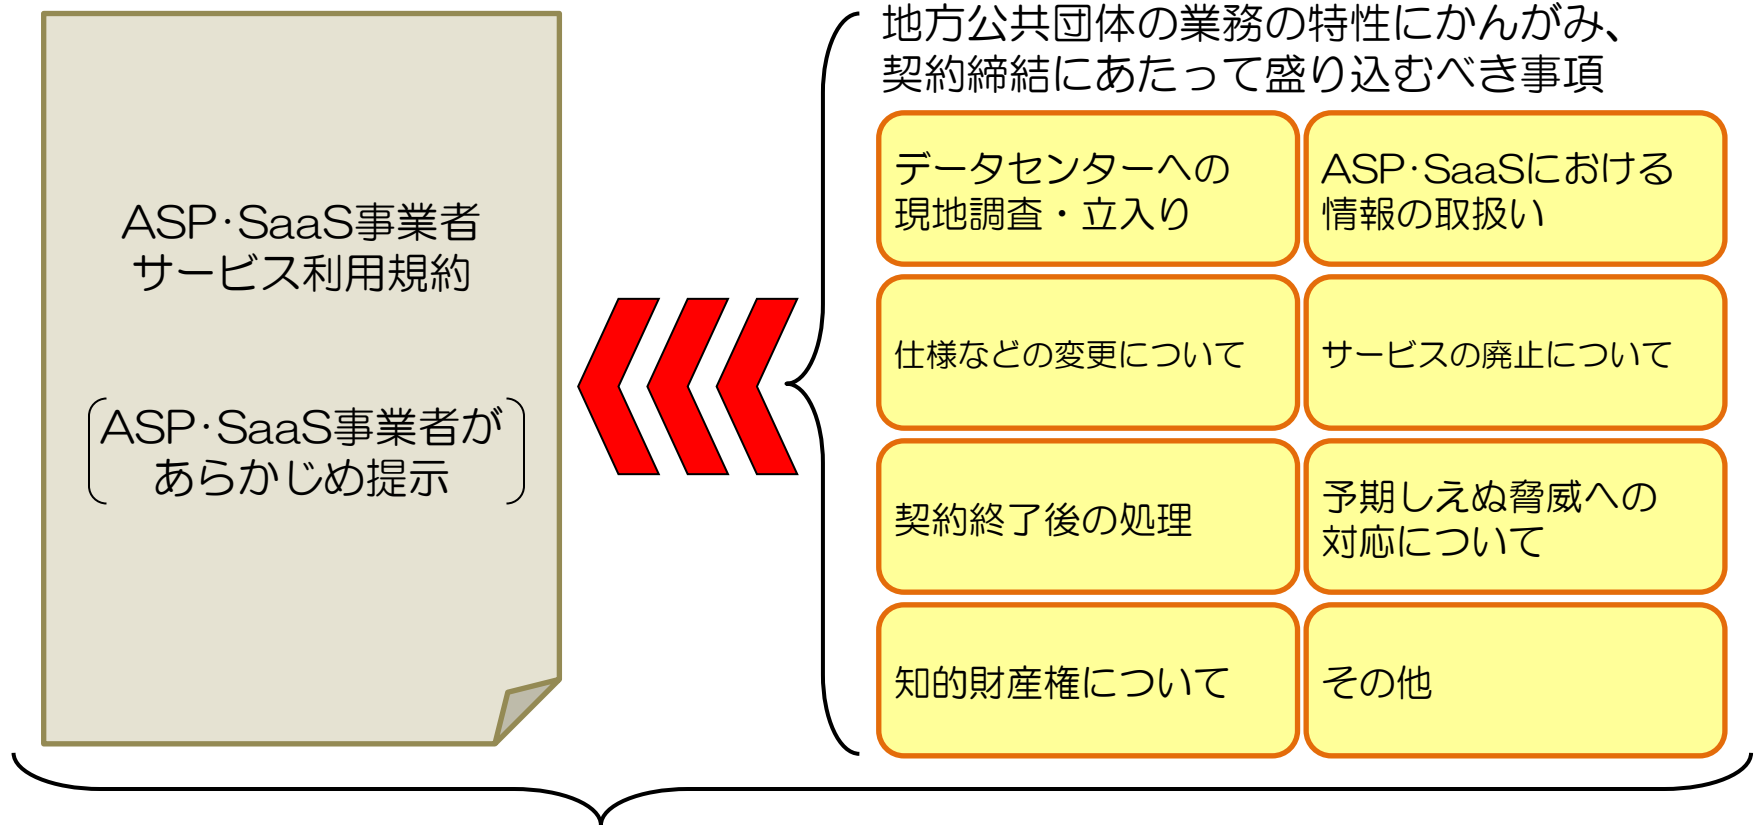 ASP･SaaS事業者
サービス利用規約
ASP･SaaS事業者が
あらかじめ提示
地方公共団体の業務の特性にかんがみ、
契約締結にあたって盛り込むべき事項
データセンターへの
現地調査・立入り
ASP･SaaSにおける
情報の取扱い
仕様などの変更について
サービスの廃止について
契約終了後の処理
予期しえぬ脅威への
対応について
知的財産権について
その他